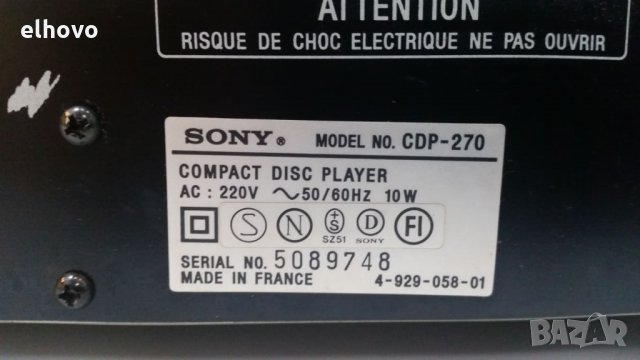 elhovo
ATTENTION
RISQUE DE CHOC ELECTRIQUE NE PAS OUVRIR
SONY® MODEL NO. CDP-270
COMPACT DISC PLAYER
AC : 220V ~50/60Hz 10W
S N +S D FI
SZ51 SONY
SERIAL NO. 5089748
MADE IN FRANCE 4-929-058-01
BAZAR